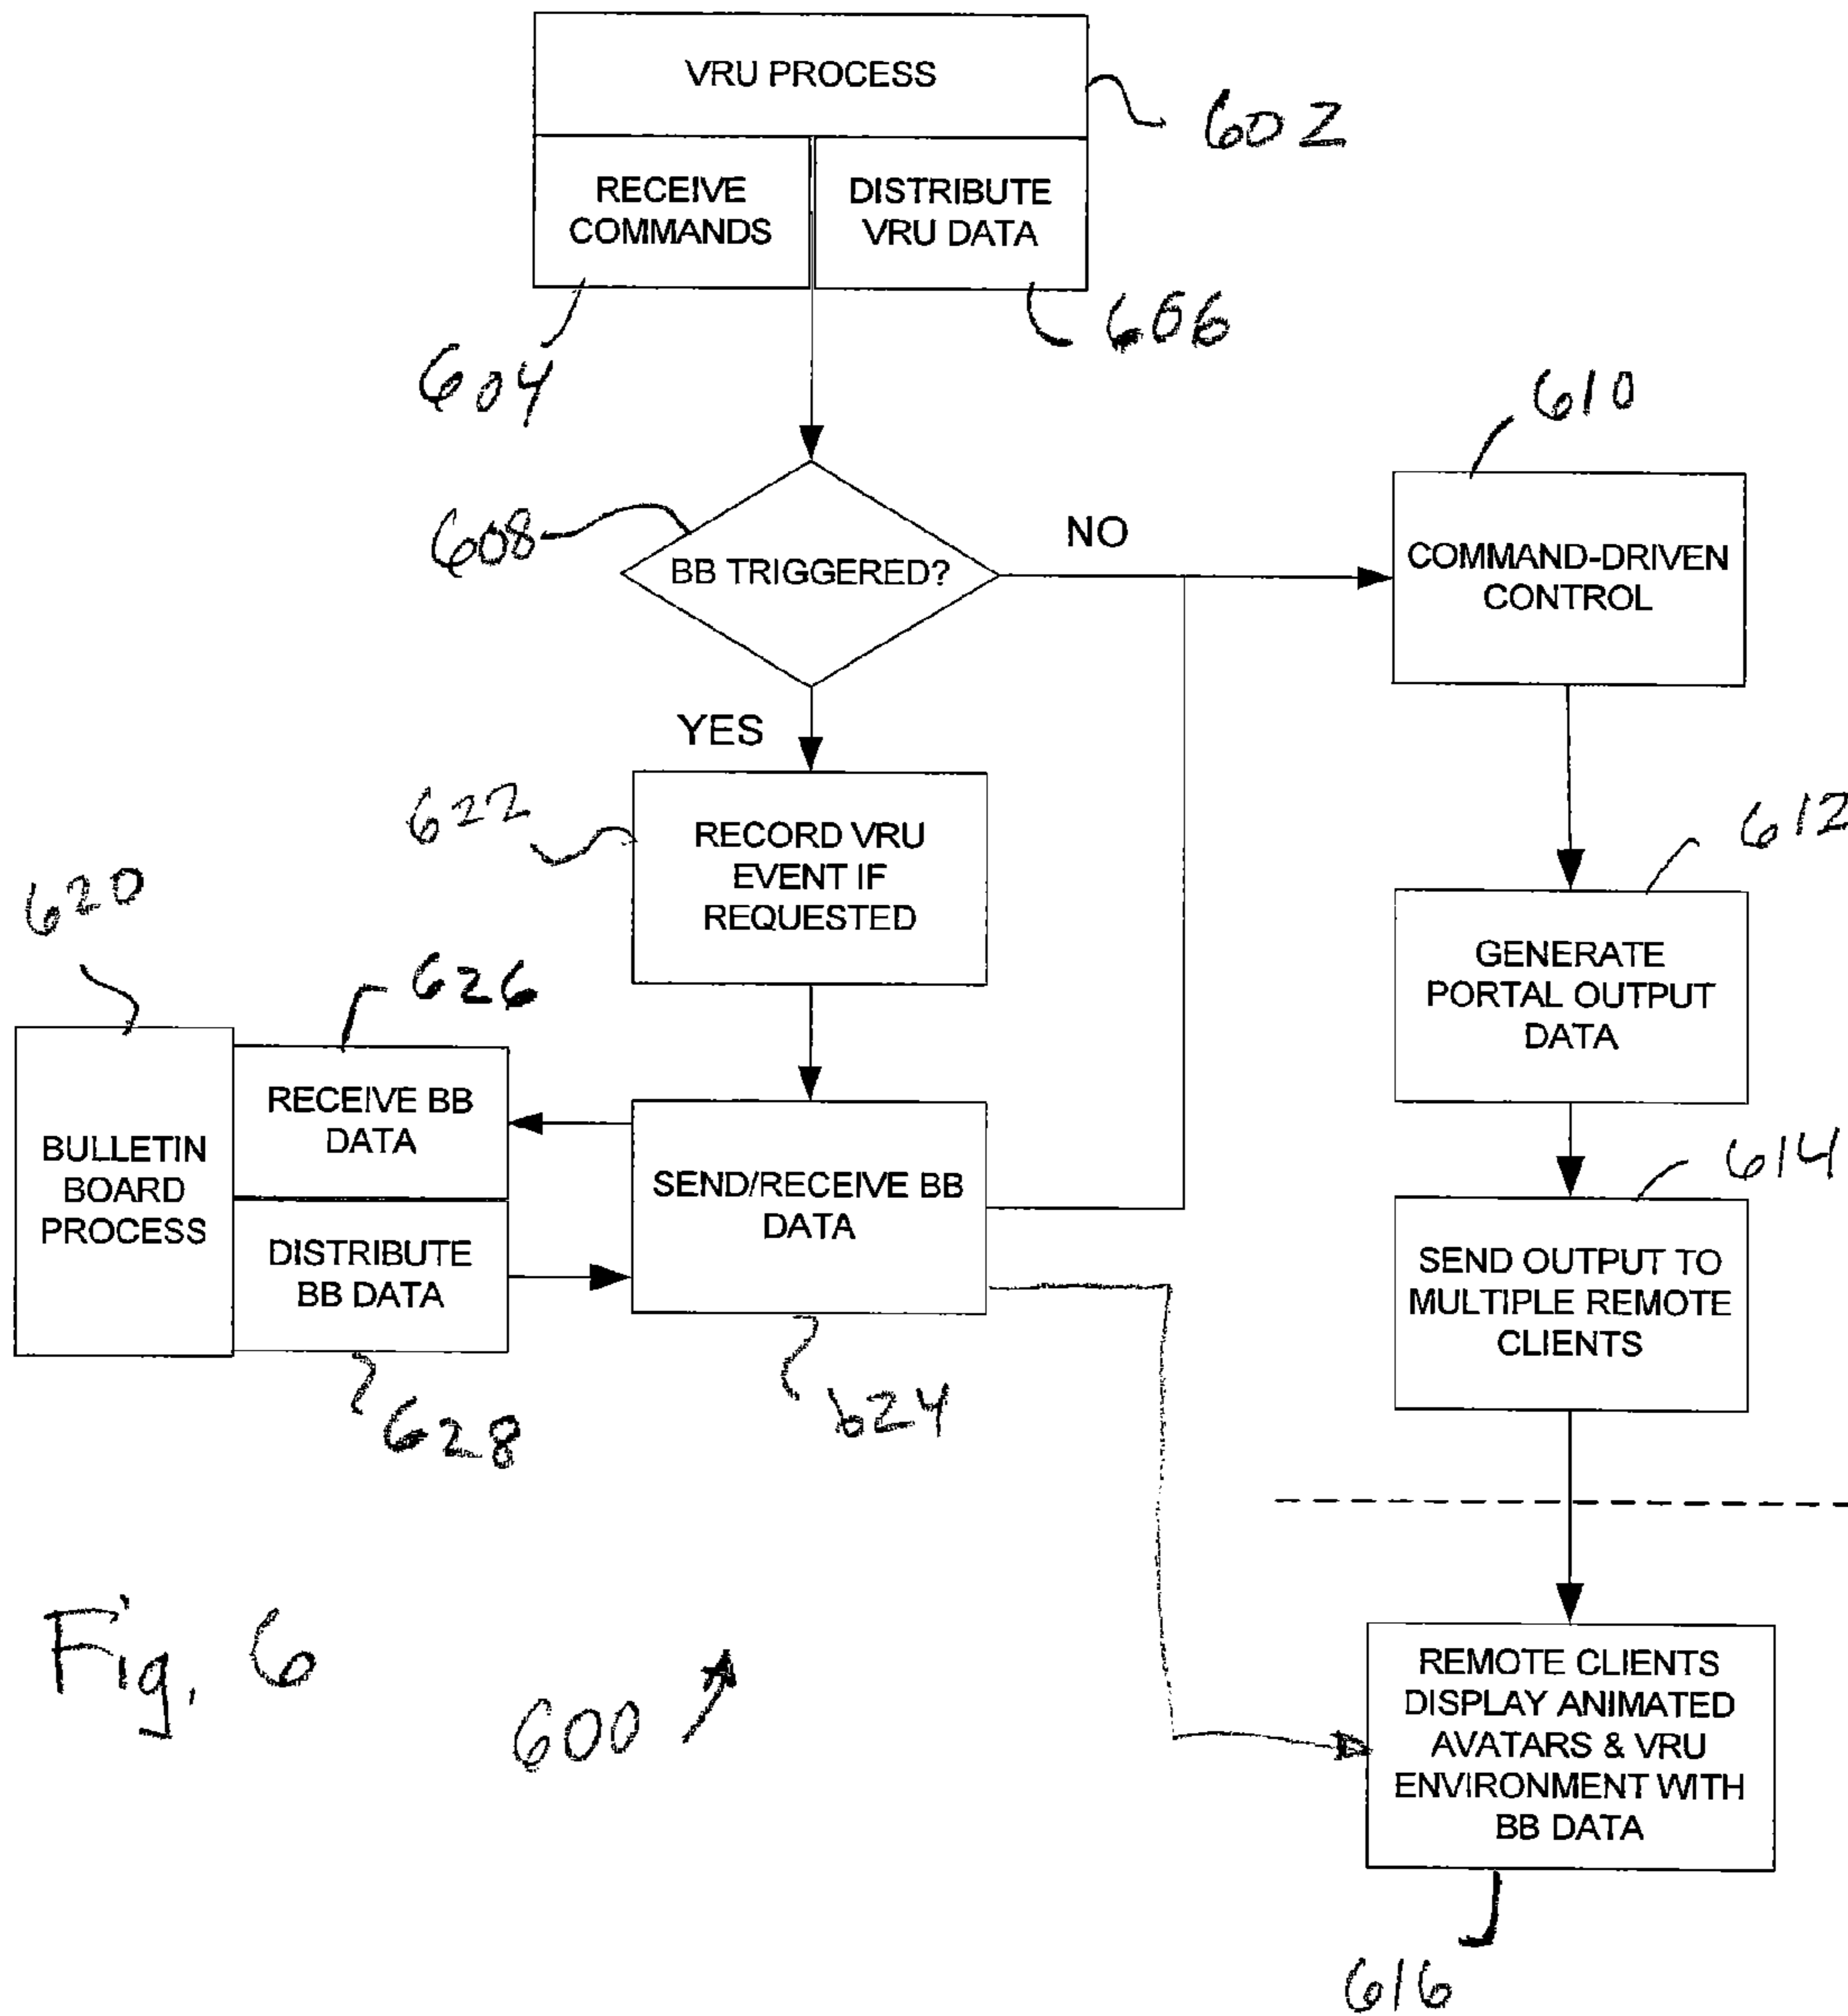 VRU PROCESS
602
RECEIVE
COMMANDS
DISTRIBUTE
VRU DATA
604
606
608
BB TRIGGERED?
NO
610
COMMAND-DRIVEN
CONTROL
YES
622
RECORD VRU
EVENT IF
REQUESTED
612
GENERATE
PORTAL OUTPUT
DATA
620
626
BULLETIN
BOARD
PROCESS
RECEIVE BB
DATA
DISTRIBUTE
BB DATA
628
SEND/RECEIVE BB
DATA
624
614
SEND OUTPUT TO
MULTIPLE REMOTE
CLIENTS
REMOTE CLIENTS
DISPLAY ANIMATED
AVATARS & VRU
ENVIRONMENT WITH
BB DATA
616
Fig. 6
600